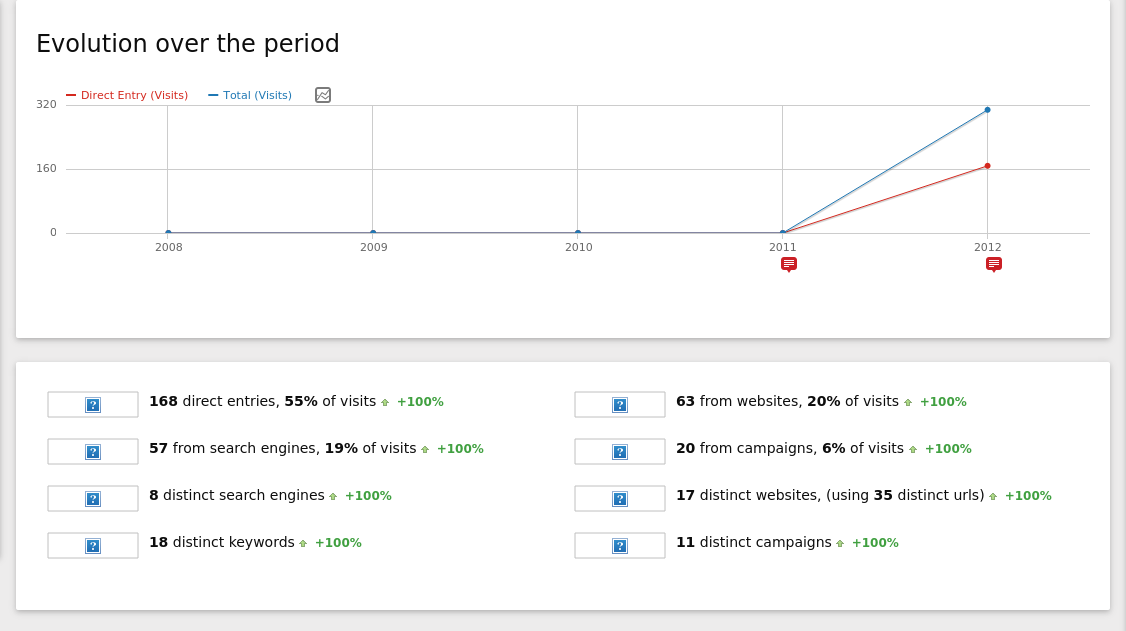 Evolution over the period
Direct Entry (Visits) Total (Visits)
320
160
0
2008 2009 2010 2011 2012
? 168 direct entries, 55% of visits +100%
? 63 from websites, 20% of visits +100%
? 57 from search engines, 19% of visits +100%
? 20 from campaigns, 6% of visits +100%
? 8 distinct search engines +100%
? 17 distinct websites, (using 35 distinct urls) +100%
? 18 distinct keywords +100%
? 11 distinct campaigns +100%